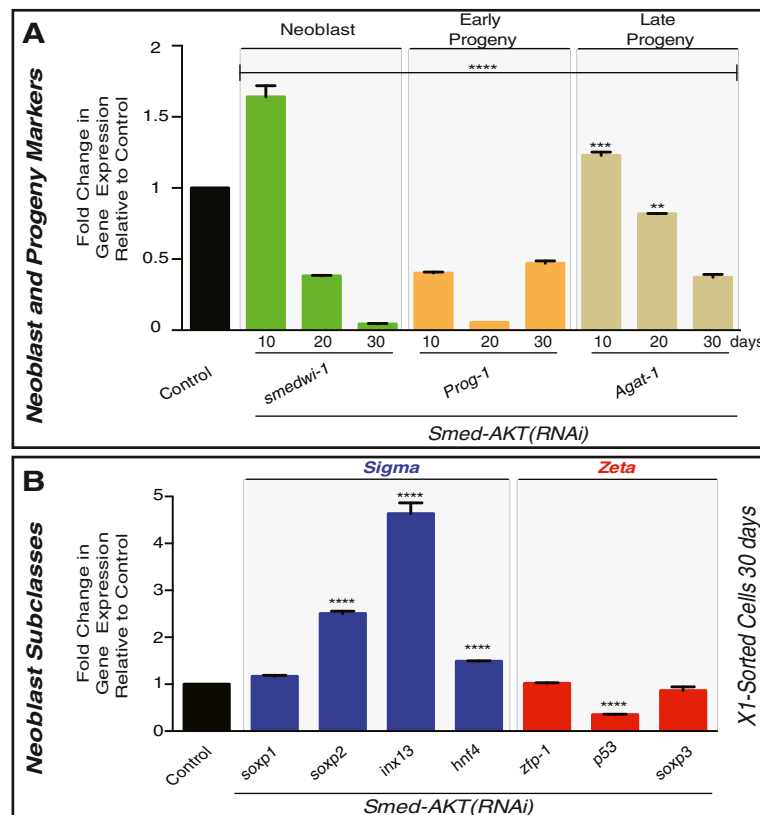 A
Neoblast and Progeny Markers
Fold Change in
Gene Expression
Relative to Control
Neoblast
Early
Progeny
Late
Progeny
****
***
**
2
1.5
1
0.5
0
10 20 30 10 20 30 10 20 30 days
Control
smedwi-1
Prog-1
Agat-1
Smed-AKT(RNAi)
B
Neoblast Subclasses
Fold Change in
Gene Expression
Relative to Control
Sigma
Zeta
****
****
****
****
5
4
2
1
0
Control
soxp1
soxp2
inx13
hnf4
zfp-1
p53
soxp3
Smed-AKT(RNAi)
X1-Sorted Cells 30 days